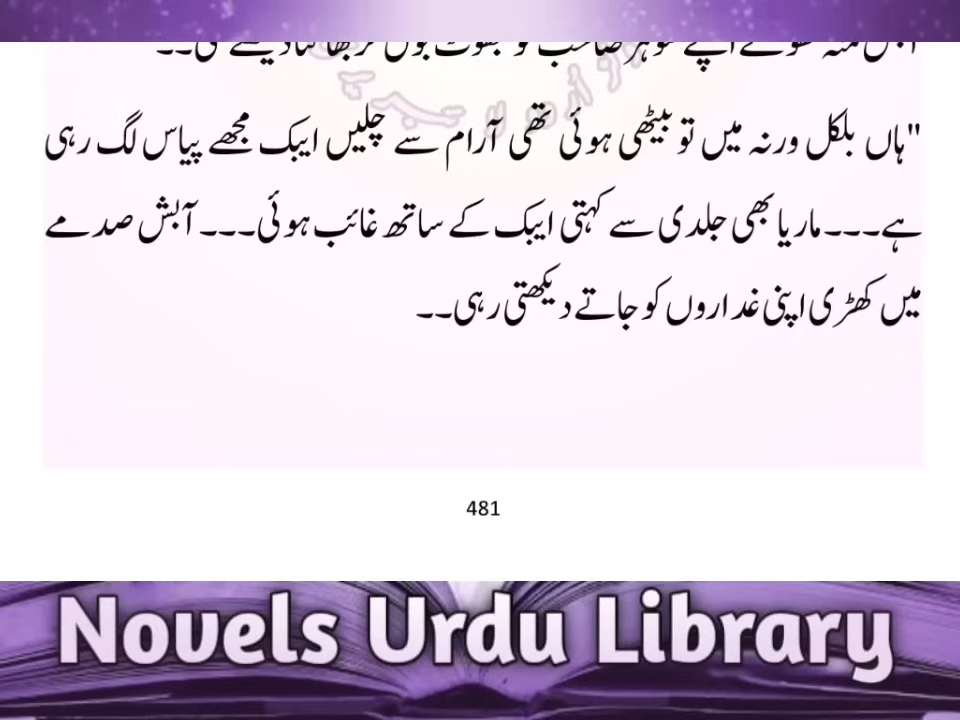 "ہاں بلکل ورنہ میں تو بیٹھی ہوئی تھی آرام سے چلیں ایبک مجھے پیاس لگ رہی
ہے۔۔۔ماریا بھی جلدی سے کہتی ایبک کے ساتھ غائب ہوئی۔۔۔آبش صدمے
میں کھڑی اپنی غداروں کو جاتے دیکھتی رہی۔۔
481
Novels Urdu Library